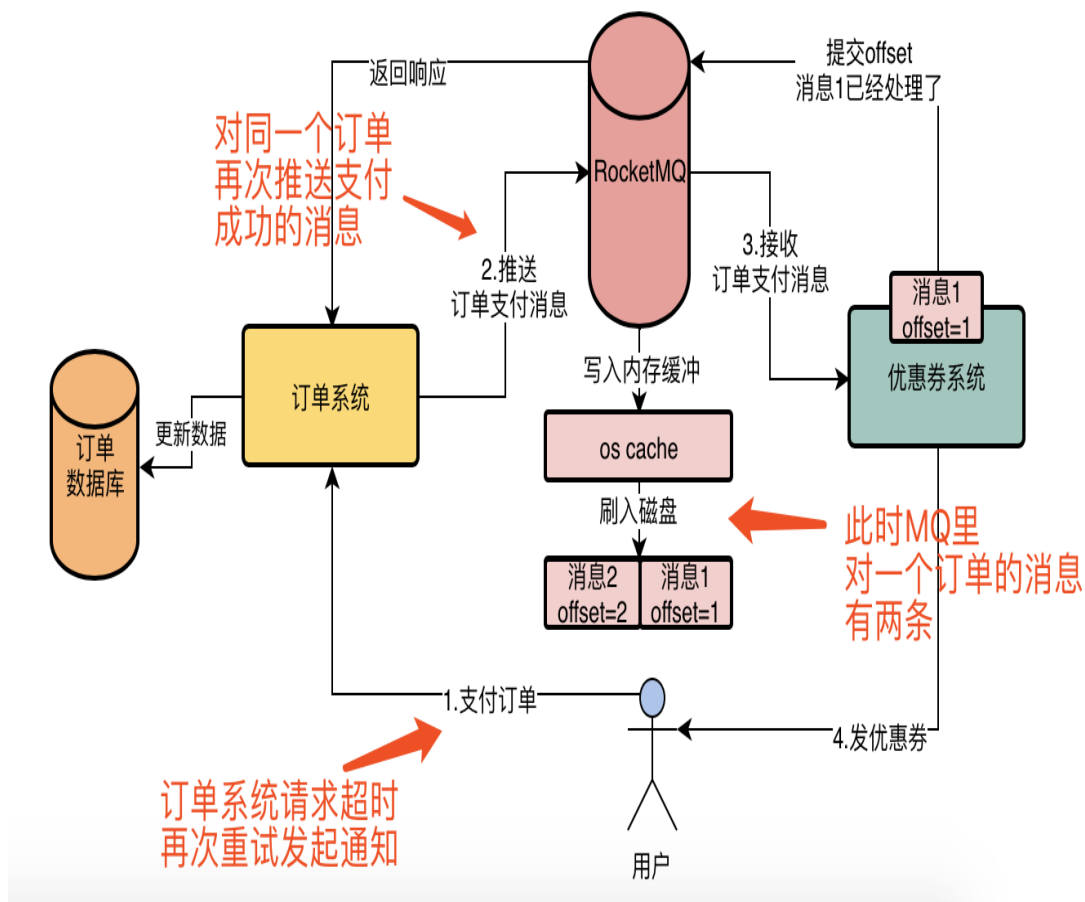 提交offset
消息1已经处理了
返回响应
对同一个订单
再次推送支付
成功的消息
RocketMQ
2.推送
订单支付消息
3.接收
订单支付消息
消息1
offset=1
优惠券系统
订单系统
写入内存缓冲
os cache
更新数据
订单
数据库
刷入磁盘
此时MQ里
对一个订单的消息
有两条
消息2
offset=2
消息1
offset=1
1.支付订单
4.发优惠券
订单系统请求超时
再次重试发起通知
用户